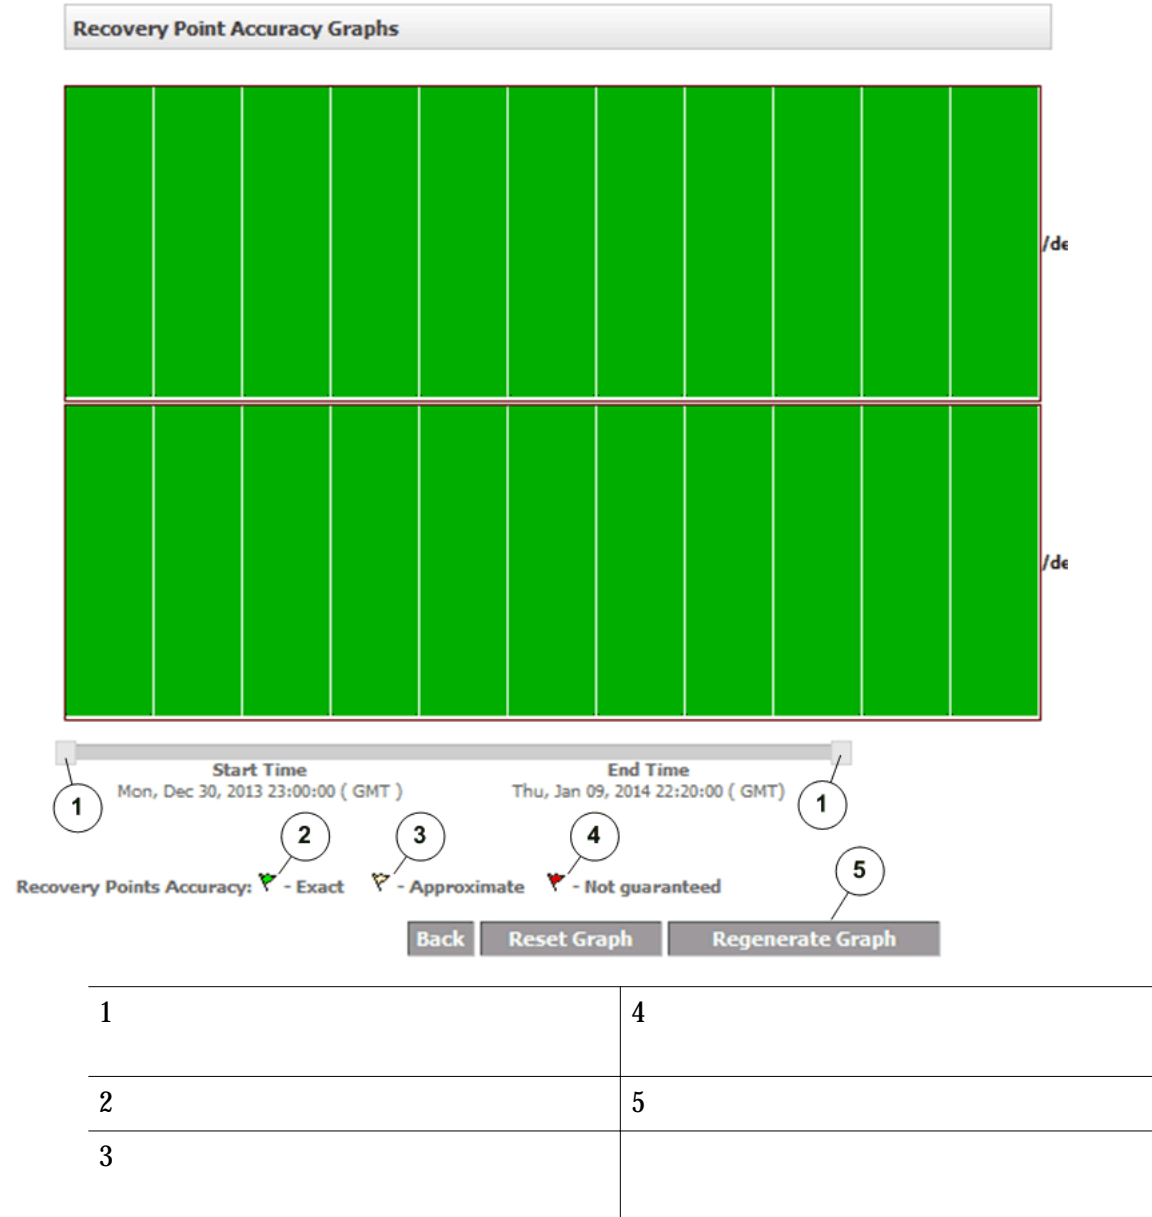 Recovery Point Accuracy Graphs
/de
/de
Start Time End Time
Mon, Dec 30, 2013 23:00:00 ( GMT ) Thu, Jan 09, 2014 22:20:00 ( GMT)
1 1
2 3 4
5
Recovery Points Accuracy: - Exact - Approximate - Not guaranteed
Back Reset Graph Regenerate Graph
1 4
2 5
3